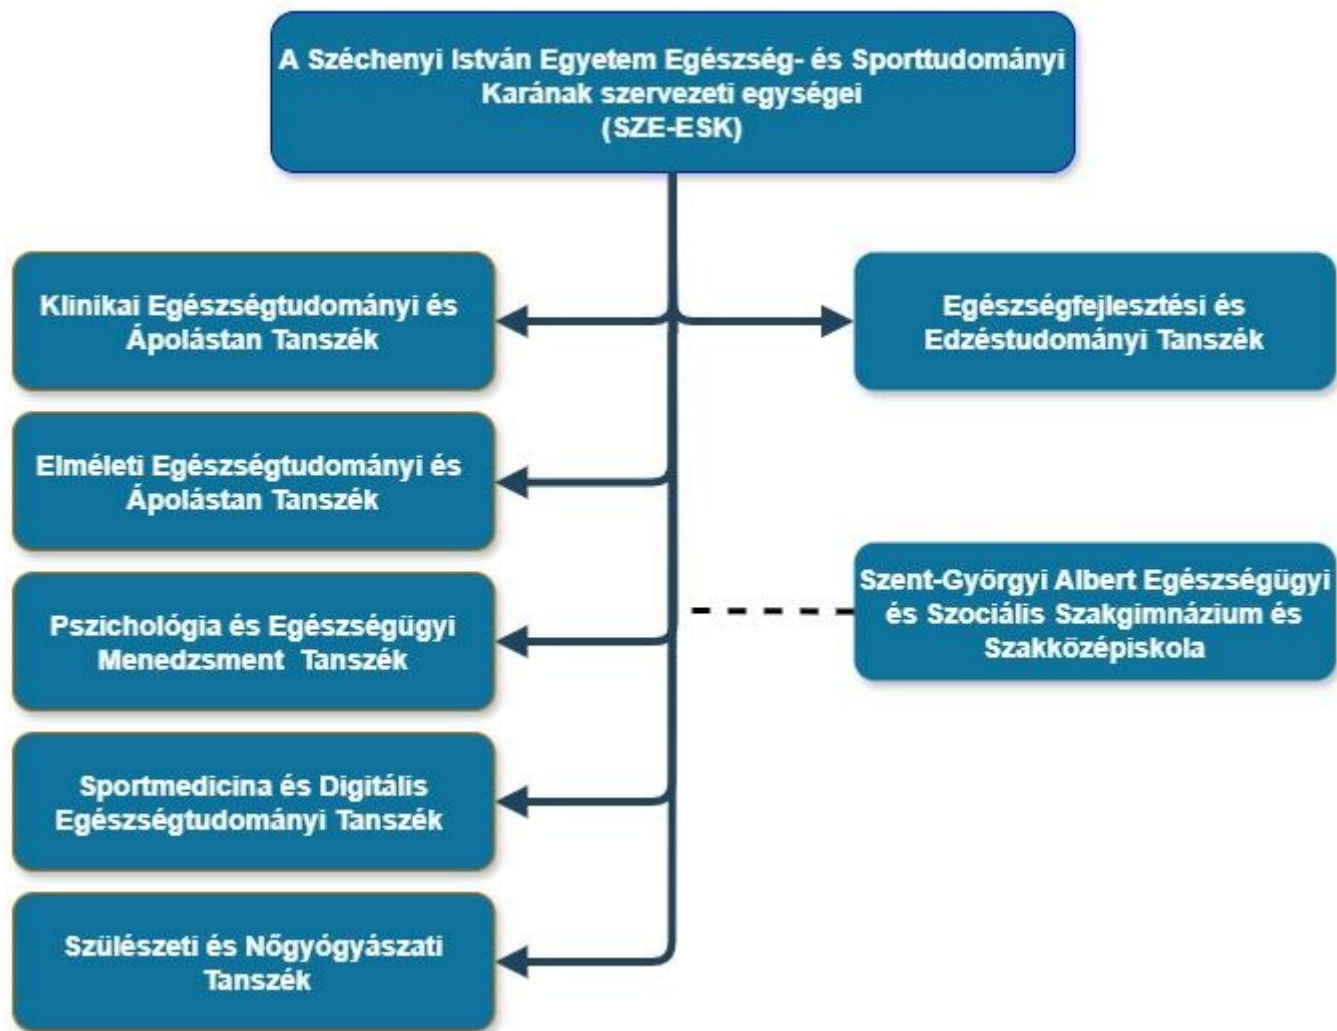 A Széchenyi István Egyetem Egészség- és Sporttudományi
Karának szervezeti egységei
(SZE-ESK)
Klinikai Egészségtudományi és
Ápolástan Tanszék
Egészségfejlesztési és
Edzéstudományi Tanszék
Elméleti Egészségtudományi és
Ápolástan Tanszék
Szent-Györgyi Albert Egészségügyi
és Szociális Szakgimnázium és
Szakközépiskola
Pszichológia és Egészségügyi
Menedzsment Tanszék
Sportmedicina és Digitális
Egészségtudományi Tanszék
Szülészeti és Nőgyógyászati
Tanszék